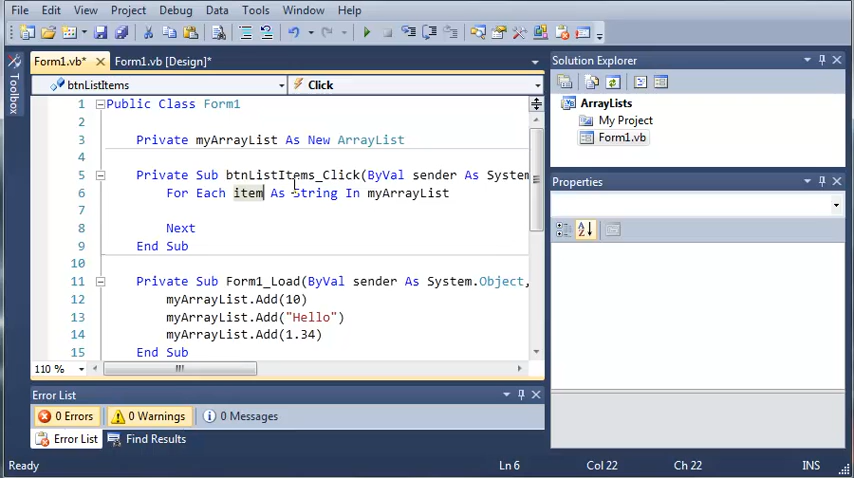 File Edit View Project Debug Data Tools Window Help
Toolbox
Form1.vb* Form1.vb [Design]*
btnListItems Click
1 Public Class Form1
2
3 Private myArrayList As New ArrayList
4
5 Private Sub btnListItems_Click(ByVal sender As System
6 For Each item As String In myArrayList
7
8 Next
9 End Sub
10
11 Private Sub Form1_Load(ByVal sender As System.Object,
12 myArrayList.Add(10)
13 myArrayList.Add("Hello")
14 myArrayList.Add(1.34)
15 End Sub
110 %
Solution Explorer
ArrayLists
My Project
Form1.vb
Properties
Error List
0 Errors 0 Warnings 0 Messages
Error List Find Results
Ready Ln 6 Col 22 Ch 22 INS